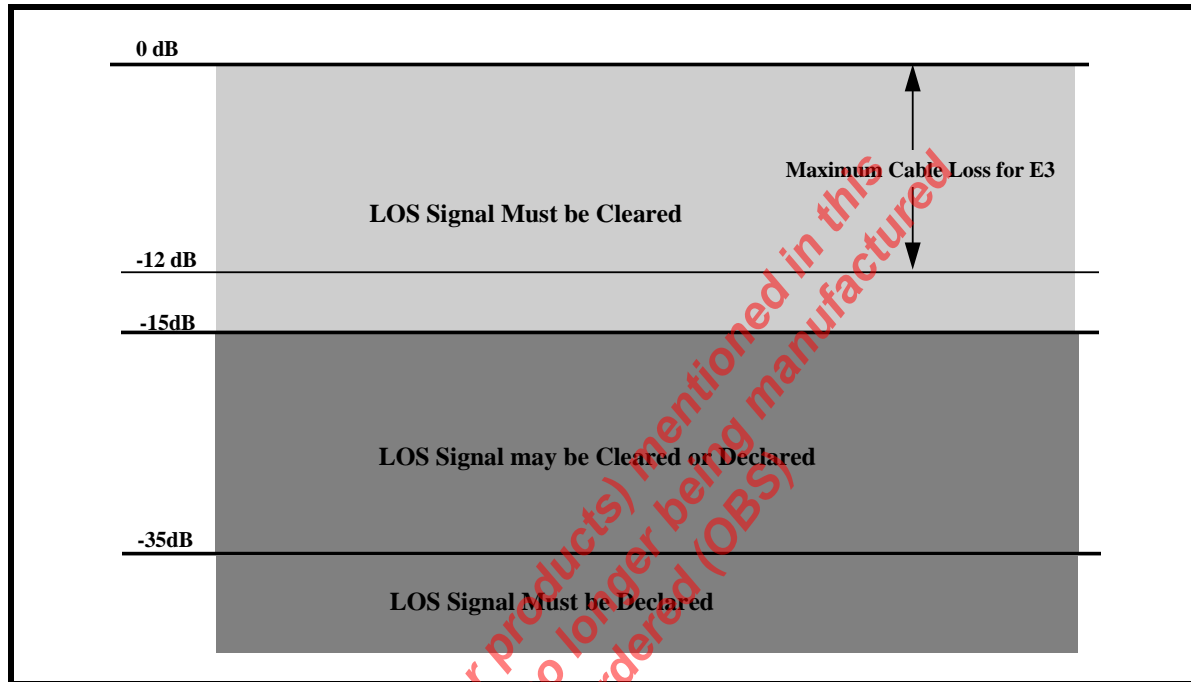 0 dB
Maximum Cable Loss for E3
LOS Signal Must be Cleared
-12 dB
-15dB
LOS Signal may be Cleared or Declared
-35dB
LOS Signal Must be Declared
products) mentioned in this
longer being manufactured
(OBS)